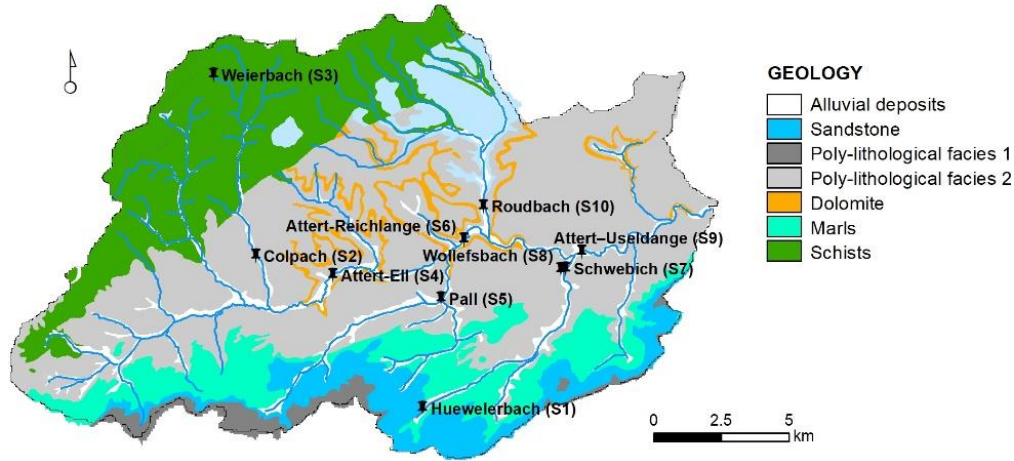 Weierbach (S3)
Roudbach (S10)
Attert-Reichlange (S6)
Attert–Useldange (S9)
Colpach (S2)
Wollefsbach (S8)
Attert-Ell (S4)
Schwebich (S7)
Pall (S5)
Huewelerbach (S1)
GEOLOGY
Alluvial deposits
Sandstone
Poly-lithological facies 1
Poly-lithological facies 2
Dolomite
Marls
Schists
0 2.5 5
km